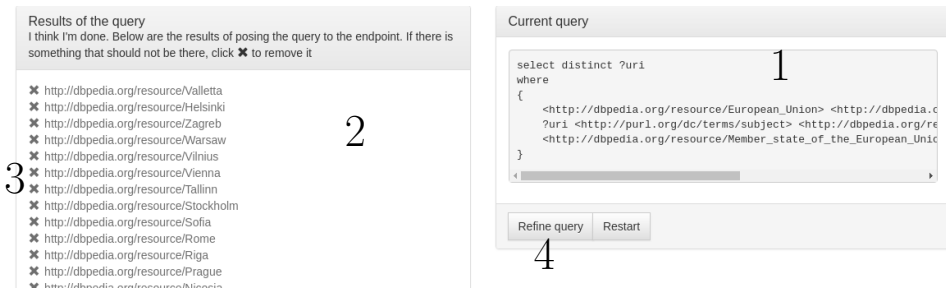 Results of the query
I think I'm done. Below are the results of posing the query to the endpoint. If there is
something that should not be there, click ✖ to remove it
✖ http://dbpedia.org/resource/Valletta
✖ http://dbpedia.org/resource/Helsinki
✖ http://dbpedia.org/resource/Zagreb
✖ http://dbpedia.org/resource/Warsaw
✖ http://dbpedia.org/resource/Vilnius
✖ http://dbpedia.org/resource/Vienna
✖ http://dbpedia.org/resource/Tallinn
✖ http://dbpedia.org/resource/Stockholm
✖ http://dbpedia.org/resource/Sofia
✖ http://dbpedia.org/resource/Rome
✖ http://dbpedia.org/resource/Riga
✖ http://dbpedia.org/resource/Prague
✖ http://dbpedia.org/resource/Nicosia
2
3
Current query
select distinct ?uri
where
{
<http://dbpedia.org/resource/European_Union> <http://dbpedia.o
?uri <http://purl.org/dc/terms/subject> <http://dbpedia.org/re
<http://dbpedia.org/resource/Member_state_of_the_European_Unio
}
1
Refine query Restart
4